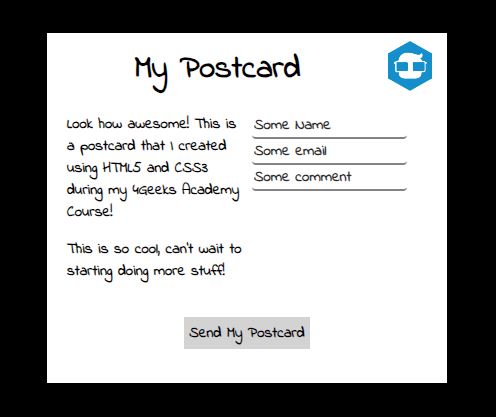 My Postcard
Look how awesome! This is
a postcard that I created
using HTML5 and CSS3
during my 4Geeks Academy
Course!
This is so cool, can't wait to
starting doing more stuff!
Some Name
Some email
Some comment
Send My Postcard